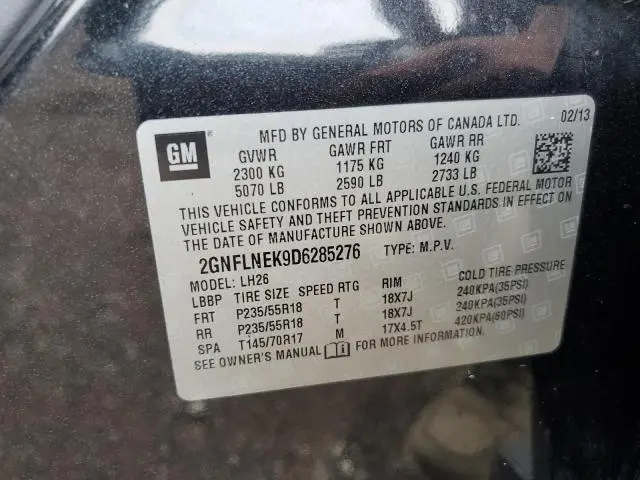 GM
MFD BY GENERAL MOTORS OF CANADA LTD. 02/13
GVWR GAWR FRT GAWR RR
2300 KG 1175 KG 1240 KG
5070 LB 2590 LB 2733 LB
THIS VEHICLE CONFORMS TO ALL APPLICABLE U.S. FEDERAL MOTOR
VEHICLE SAFETY AND THEFT PREVENTION STANDARDS IN EFFECT ON
THE DATE OF MANUFACTURE SHOWN ABOVE.
2GNFLNEK9D6285276 TYPE: M.P.V.
MODEL: LH26
LBBP TIRE SIZE SPEED RTG RIM COLD TIRE PRESSURE
FRT P235/55R18 T 18X7J 240KPA(35PSI)
RR P235/55R18 T 18X7J 240KPA(35PSI)
SPA T145/70R17 M 17X4.5T 420KPA(60PSI)
SEE OWNER'S MANUAL FOR MORE INFORMATION.